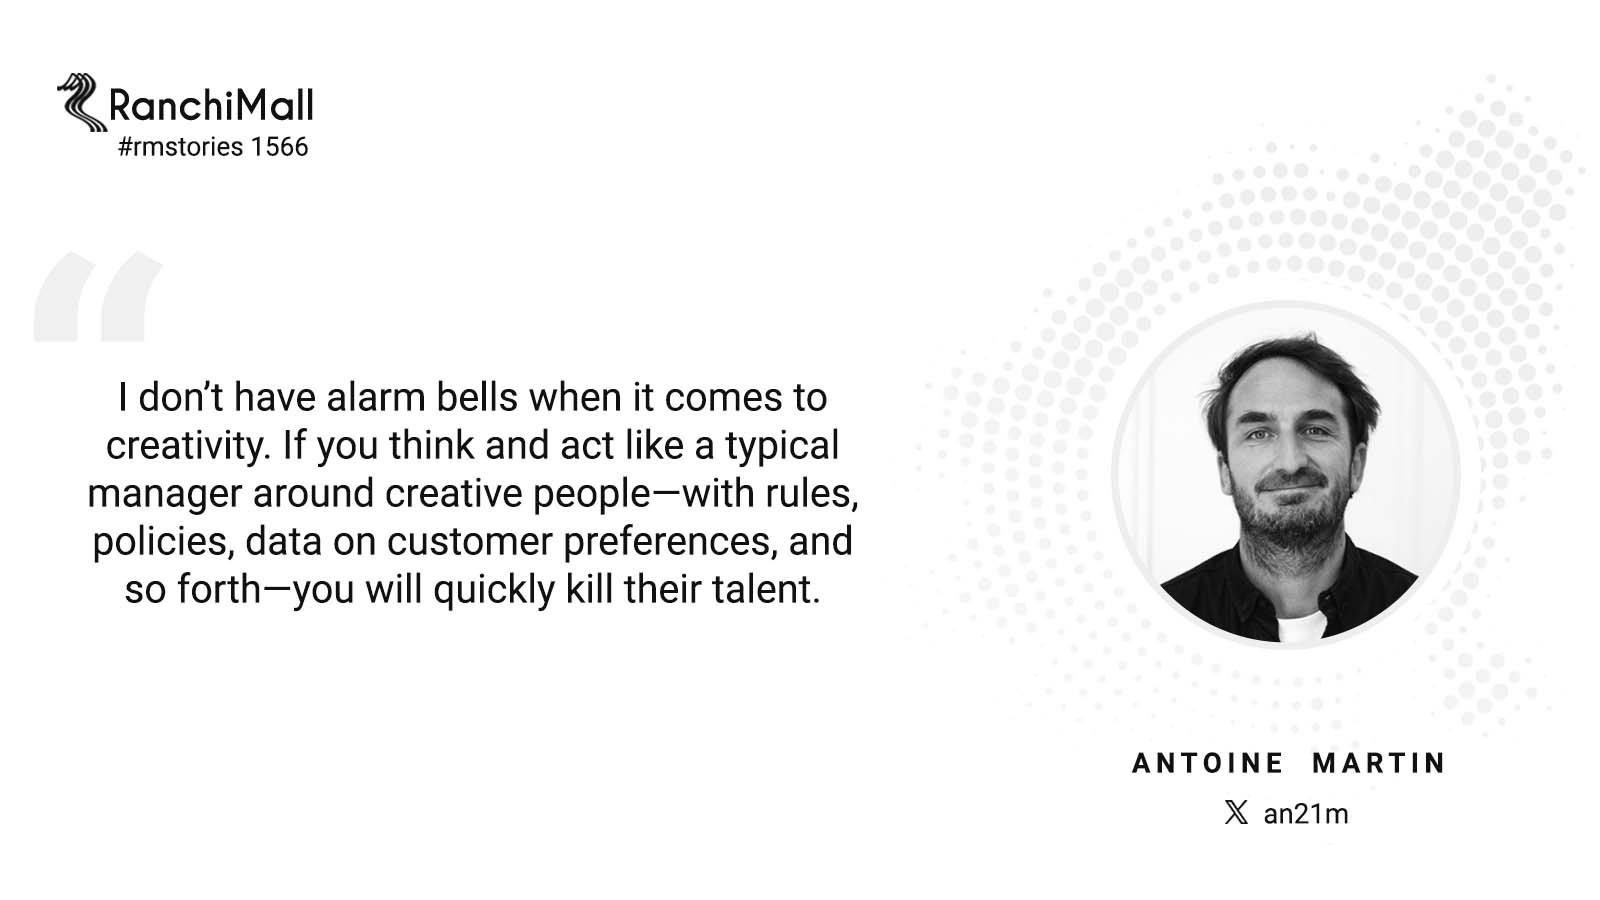 RanchiMall
#rmstories 1566
“
I don’t have alarm bells when it comes to
creativity. If you think and act like a typical
manager around creative people—with rules,
policies, data on customer preferences, and
so forth—you will quickly kill their talent.
ANTOINE MARTIN
𝕏 an21m